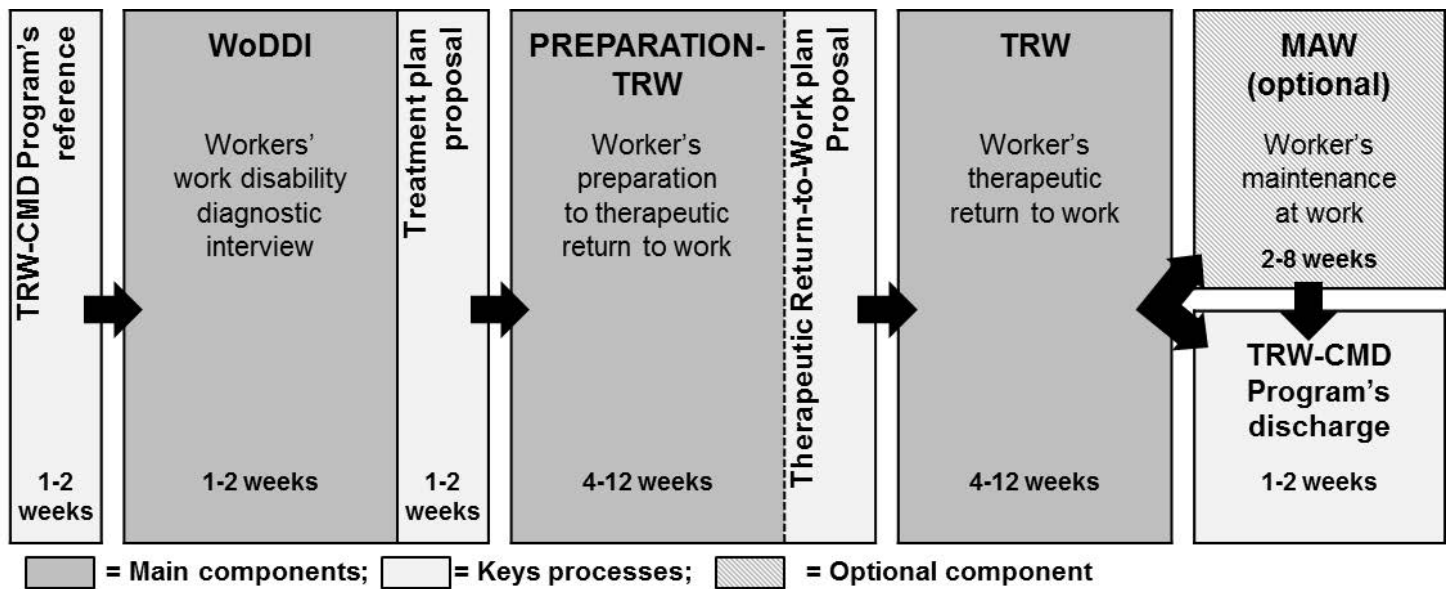 TRW-CMD Program’s
reference
1-2
weeks
WoDDI
Workers’
work disability
diagnostic
interview
1-2 weeks
Treatment plan
proposal
1-2
weeks
PREPARATION-
TRW
Worker’s
preparation
to therapeutic
return to work
4-12 weeks
Therapeutic Return-to-Work plan
Proposal
TRW
Worker’s
therapeutic
return to work
4-12 weeks
MAW
(optional)
Worker’s
maintenance
at work
2-8 weeks
TRW-CMD
Program’s
discharge
1-2 weeks
= Main components; = Keys processes; = Optional component